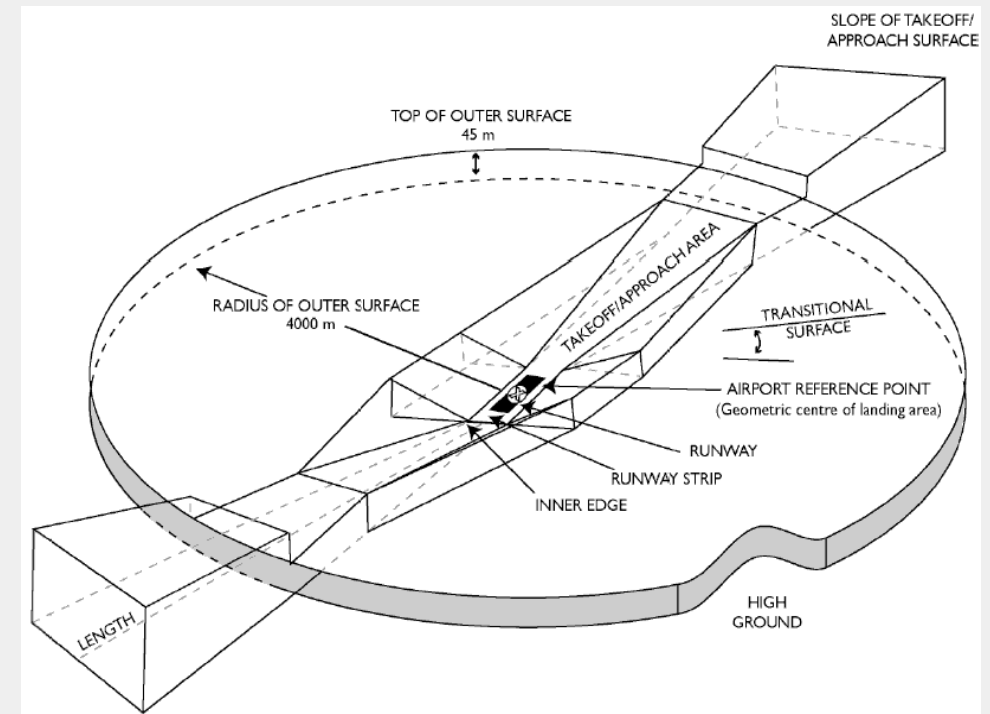 SLOPE OF TAKEOFF/
APPROACH SURFACE
TOP OF OUTER SURFACE
45 m
RADIUS OF OUTER SURFACE
4000 m
TAKEOFF/APPROACH AREA
TRANSITIONAL
SURFACE
AIRPORT REFERENCE POINT
(Geometric centre of landing area)
RUNWAY
RUNWAY STRIP
INNER EDGE
HIGH
GROUND
LENGTH